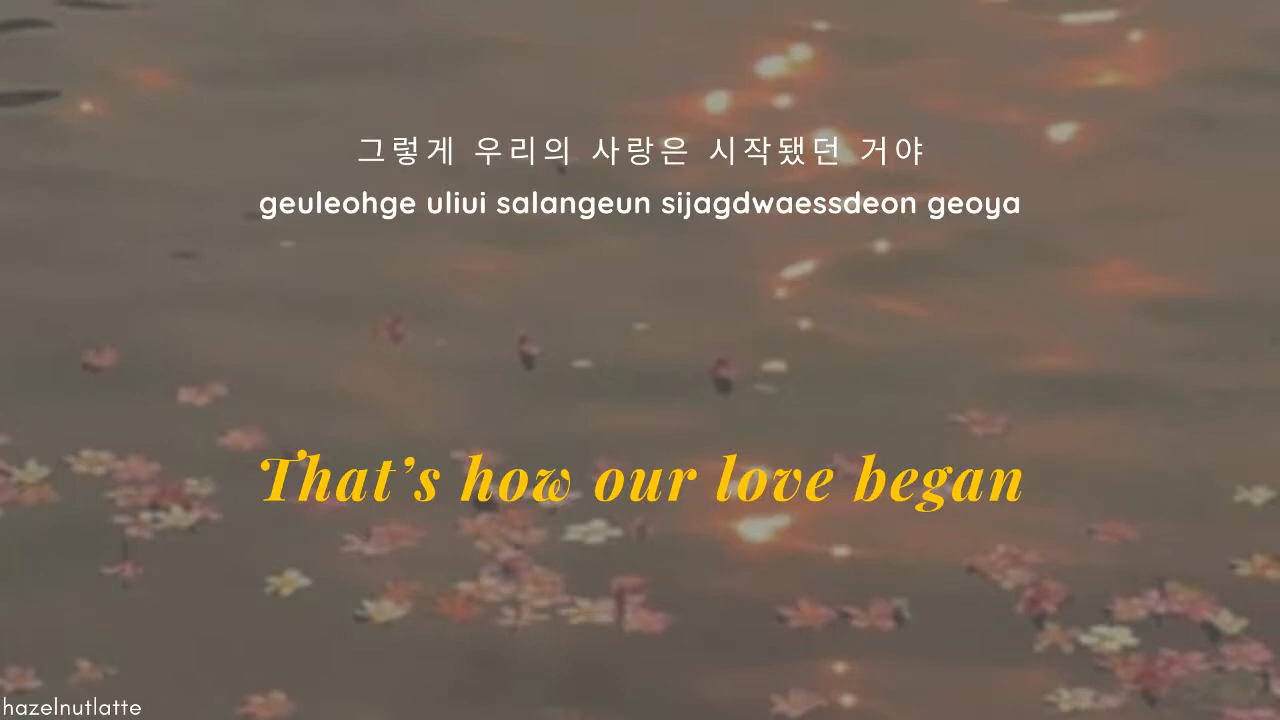 그렇게 우리의 사랑은 시작됐던 거야
geuleohge uliui salangeun sijagdwaessdeon geoya
That’s how our love began
hazelnutlatte